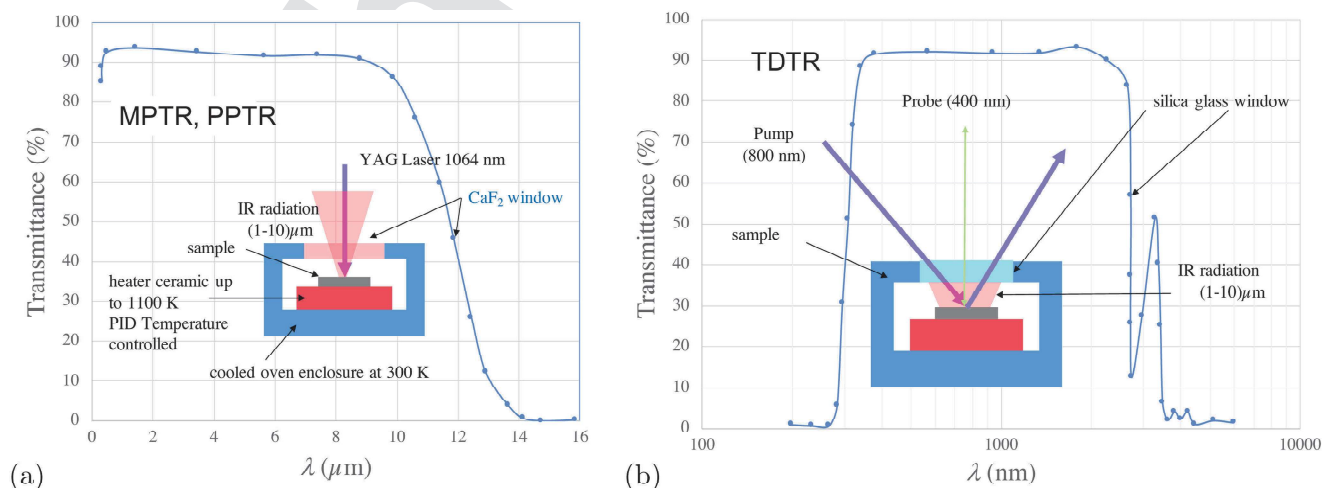 100
90
80
70
60
50
40
30
20
10
0
Transmittance (%)
MPTR, PPTR
YAG Laser 1064 nm
CaF₂ window
IR radiation
(1-10)µm
sample
heater ceramic up
to 1100 K
PID Temperature
controlled
cooled oven enclosure at 300 K
0 2 4 6 8 10 12 14 16
λ (µm)
(a)
100
90
80
70
60
50
40
30
20
10
0
Transmittance (%)
TDTR
Probe (400 nm)
silica glass window
Pump
(800 nm)
sample
IR radiation
(1-10)µm
100 1000 10000
λ (nm)
(b)